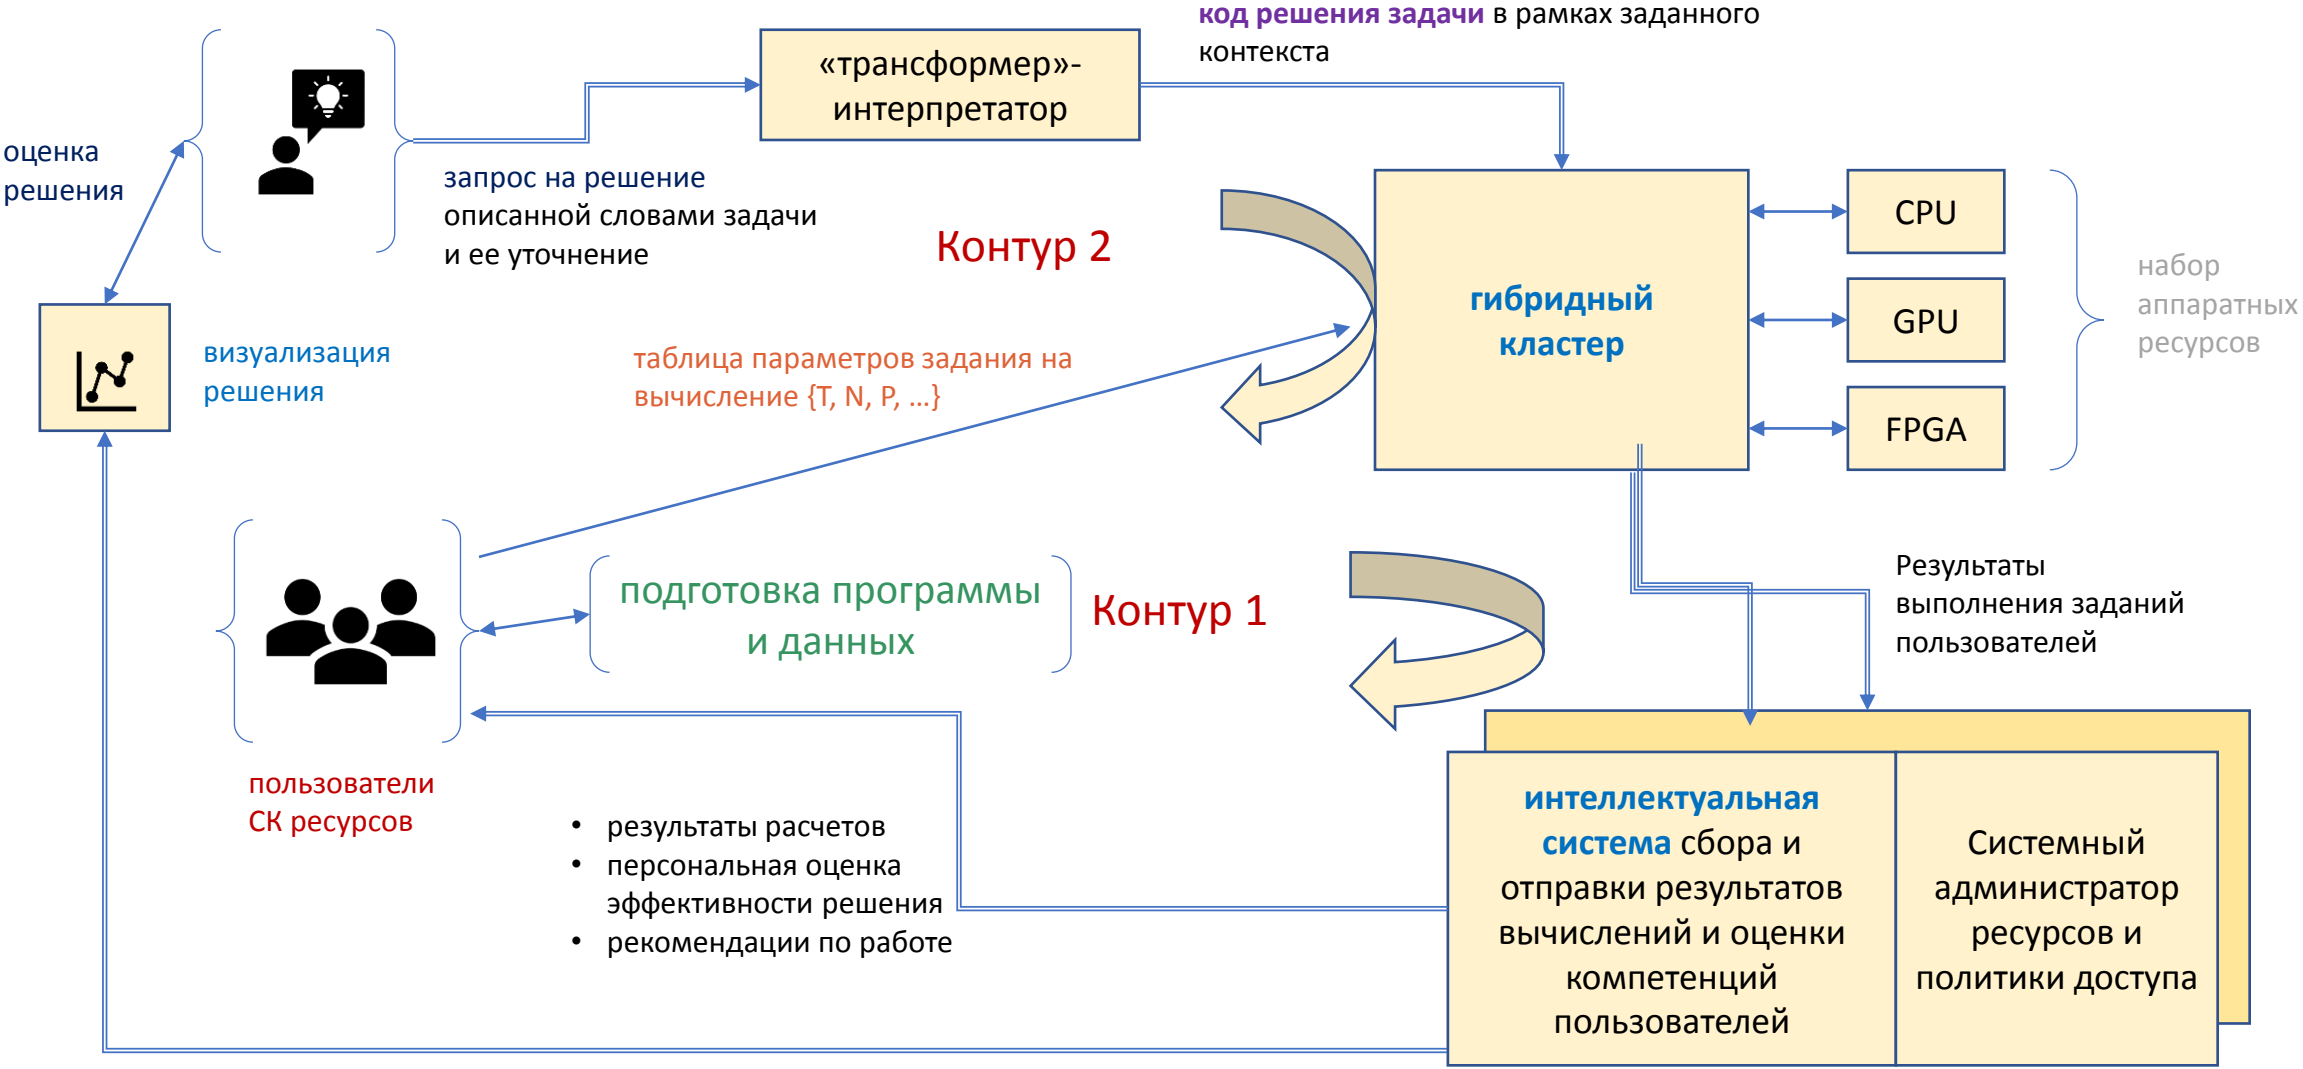 код решения задачи в рамках заданного
контекста
«трансформер»-
интерпретатор
оценка
решения
запрос на решение
описанной словами задачи
и ее уточнение
Контур 2
гибридный
кластер
CPU
GPU
FPGA
набор
аппаратных
ресурсов
визуализация
решения
таблица параметров задания на
вычисление {T, N, P, ...}
подготовка программы
и данных
Контур 1
Результаты
выполнения заданий
пользователей
пользователи
СК ресурсов
• результаты расчетов
• персональная оценка
эффективности решения
• рекомендации по работе
интеллектуальная
система сбора и
отправки результатов
вычислений и оценки
компетенций
пользователей
Системный
администратор
ресурсов и
политики доступа